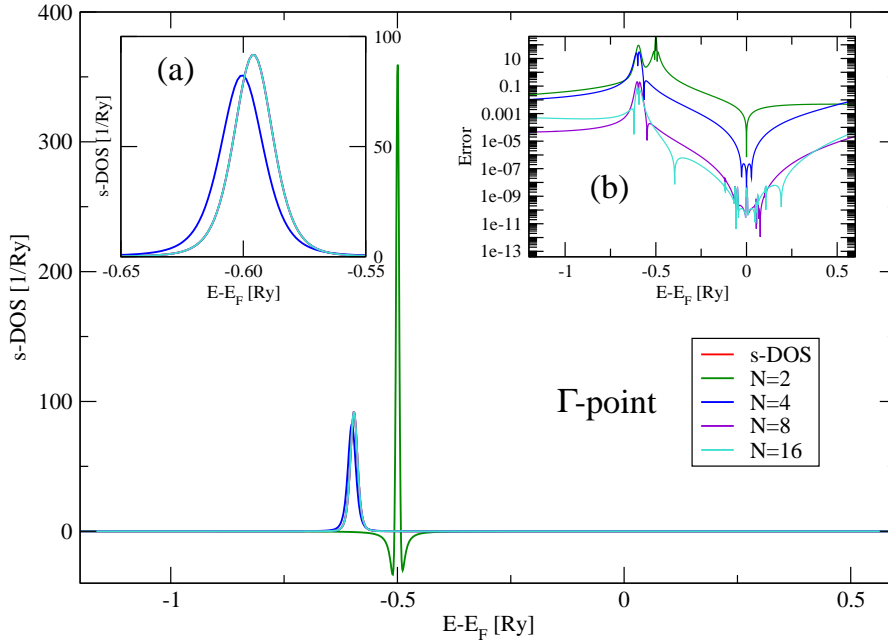 400
300
200
100
0
s-DOS [1/Ry]
-1
-0.5
0
0.5
E-E_F [Ry]
(a)
100
50
0
s-DOS [1/Ry]
-0.65
-0.60
-0.55
E-E_F [Ry]
10
0.1
0.001
1e-05
1e-07
1e-09
1e-11
1e-13
Error
(b)
-1
-0.5
0
0.5
E-E_F [Ry]
Γ-point
s-DOS
N=2
N=4
N=8
N=16